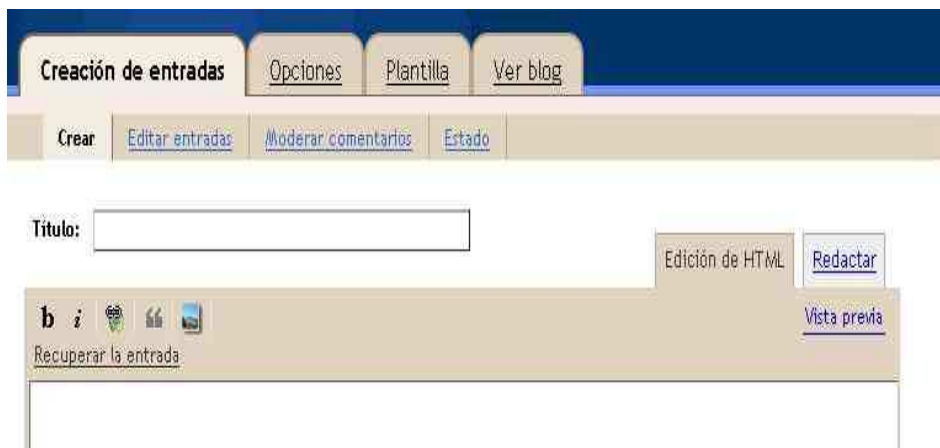 Creación de entradas Opciones Plantilla Ver blog
Crear Editar entradas Moderar comentarios Estado
Título:
Edición de HTML Redactar
b i Vista previa
Recuperar la entrada